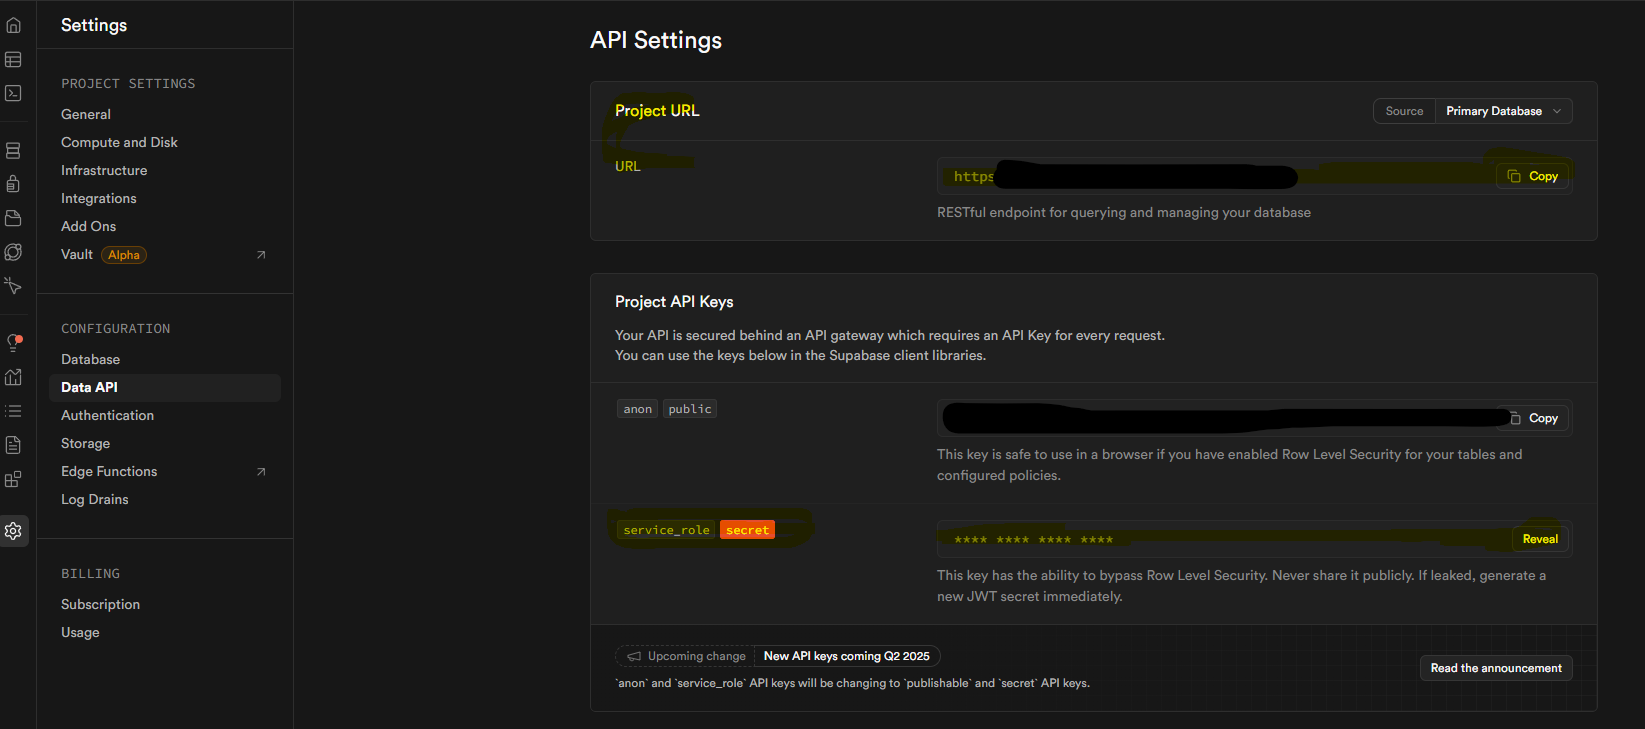 Settings
PROJECT SETTINGS
General
Compute and Disk
Infrastructure
Integrations
Add Ons
Vault Alpha
CONFIGURATION
Database
Data API
Authentication
Storage
Edge Functions
Log Drains
BILLING
Subscription
Usage
API Settings
Project URL
Source Primary Database
URL
https
Copy
RESTful endpoint for querying and managing your database
Project API Keys
Your API is secured behind an API gateway which requires an API Key for every request.
You can use the keys below in the Supabase client libraries.
anon public
Copy
This key is safe to use in a browser if you have enabled Row Level Security for your tables and
configured policies.
service_role secret
**** **** **** ****
Reveal
This key has the ability to bypass Row Level Security. Never share it publicly. If leaked, generate a
new JWT secret immediately.
Upcoming change New API keys coming Q2 2025
`anon` and `service_role` API keys will be changing to `publishable` and `secret` API keys.
Read the announcement